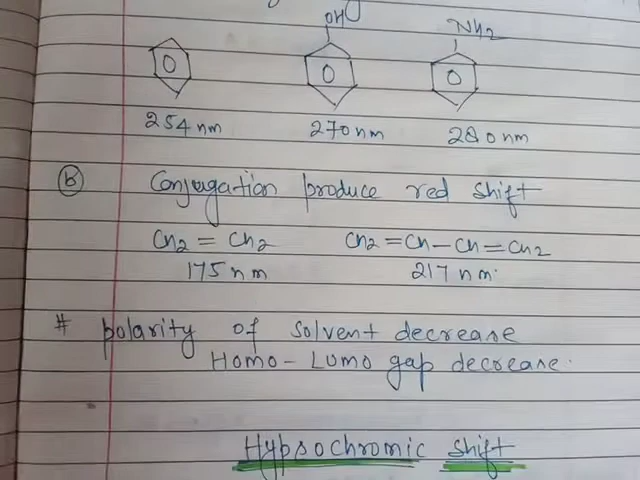 OH
NH2
254 nm 270 nm 280 nm
(B) Conjugation produce red shift
CH2 = CH2 CH2 = CH - CH = CH2
175 nm 217 nm.
# polarity of solvent decrease
Homo - Lumo gap decrease.
Hypsochromic shift